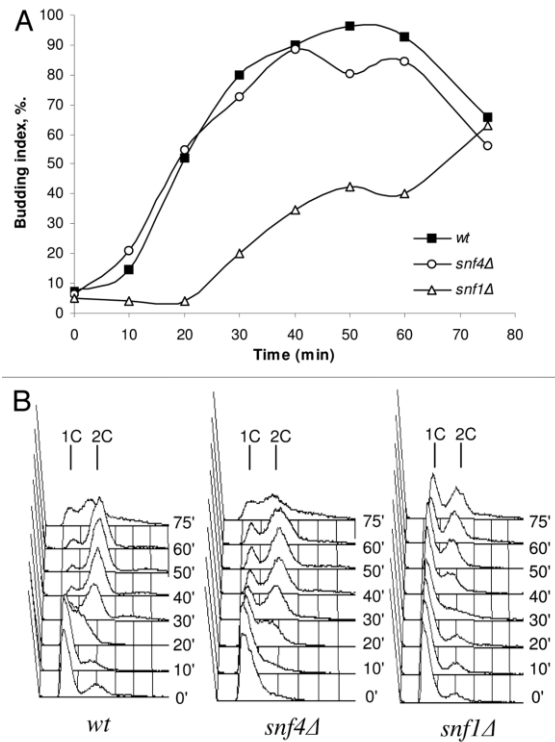 A
Budding index, %.
100
90
80
70
60
50
40
30
20
10
0
wt
snf4Δ
snf1Δ
0 10 20 30 40 50 60 70 80
Time (min)
B
1C 2C
75'
60'
50'
40'
30'
20'
10'
0'
wt
1C 2C
75'
60'
50'
40'
30'
20'
10'
0'
snf4Δ
1C 2C
75'
60'
50'
40'
30'
20'
10'
0'
snf1Δ